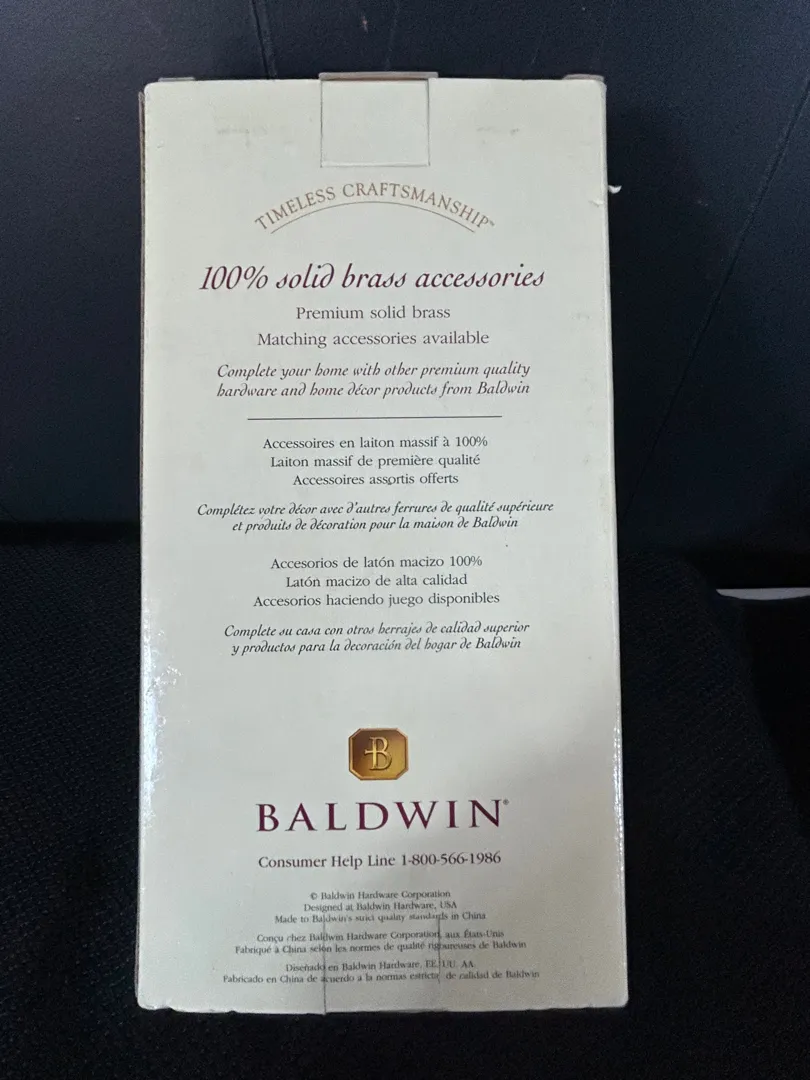 TIMELESS CRAFTSMANSHIP™
100% solid brass accessories
Premium solid brass
Matching accessories available
Complete your home with other premium quality
hardware and home décor products from Baldwin
Accessoires en laiton massif à 100%
Laiton massif de première qualité
Accessoires assortis offerts
Complétez votre décor avec d'autres ferrures de qualité supérieure
et produits de décoration pour la maison de Baldwin
Accesorios de latón macizo 100%
Latón macizo de alta calidad
Accesorios haciendo juego disponibles
Complete su casa con otros herrajes de calidad superior
y productos para la decoración del hogar de Baldwin
B
BALDWIN®
Consumer Help Line 1-800-566-1986
© Baldwin Hardware Corporation
Designed at Baldwin Hardware, USA
Made to Baldwin's strict quality standards in China
Conçu chez Baldwin Hardware Corporation, aux États-Unis
Fabriqué à China selon les normes de qualité rigoureuses de Baldwin
Diseñado en Baldwin Hardware, EE. UU. AA.
Fabricado en China de acuerdo a la normas estricta de calidad de Baldwin